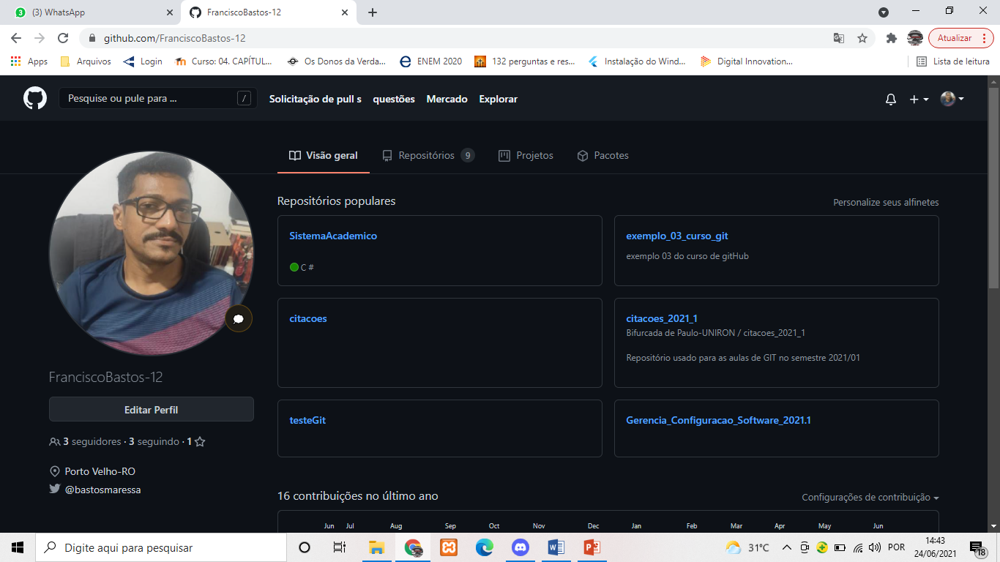 (3) WhatsApp
FranciscoBastos-12
github.com/FranciscoBastos-12
Atualizar
Apps
Arquivos
Login
Curso: 04. CAPÍTUL...
Os Donos da Verda...
ENEM 2020
132 perguntas e res...
Instalação do Wind...
Digital Innovation...
Lista de leitura
Pesquise ou pule para ...
/
Solicitação de pull s
questões
Mercado
Explorar
Visão geral
Repositórios 9
Projetos
Pacotes
Repositórios populares
Personalize seus alfinetes
SistemaAcademico
C #
exemplo_03_curso_git
exemplo 03 do curso de gitHub
citacoes
citacoes_2021_1
Bifurcada de Paulo-UNIRON / citacoes_2021_1
Repositório usado para as aulas de GIT no semestre 2021/01
testeGit
Gerencia_Configuracao_Software_2021.1
FranciscoBastos-12
Editar Perfil
3 seguidores · 3 seguindo · 1
Porto Velho-RO
@bastosmaressa
16 contribuições no último ano
Configurações de contribuição
Jun Jul Aug Sep Oct Nov Dec Jan Feb Mar Apr May Jun
Digite aqui para pesquisar
31°C
POR
14:43
24/06/2021
18